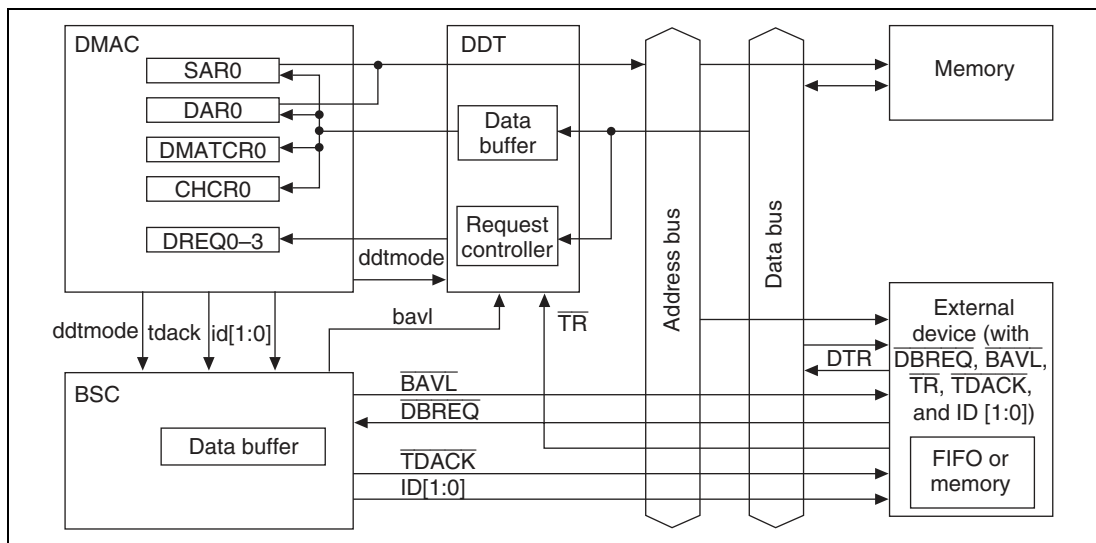 DMAC
SAR0
DAR0
DMATCR0
CHCR0
DREQ0–3
DDT
Data
buffer
Request
controller
ddtmode
bavl
TR
ddtmode
tdack
id[1:0]
BSC
Data buffer
BAVL
DBREQ
TDACK
ID[1:0]
Address bus
Data bus
Memory
DTR
External
device (with
DBREQ, BAVL,
TR, TDACK,
and ID [1:0])
FIFO or
memory